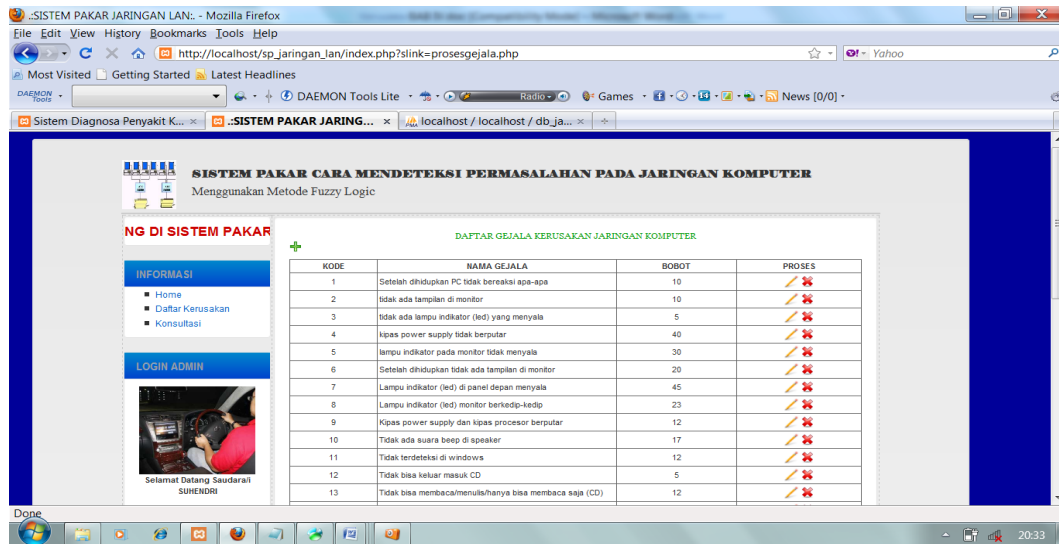 .:SISTEM PAKAR JARINGAN LAN:. - Mozilla Firefox
File Edit View History Bookmarks Tools Help
http://localhost/sp_jaringan_lan/index.php?slink=prosesgejala.php
Yahoo
Most Visited Getting Started Latest Headlines
DAEMON Tools
DAEMON Tools Lite
Radio
Games
14
News [0/0]
Sistem Diagnosa Penyakit K...
.:SISTEM PAKAR JARING...
localhost / localhost / db_ja...
SISTEM PAKAR CARA MENDETEKSI PERMASALAHAN PADA JARINGAN KOMPUTER
Menggunakan Metode Fuzzy Logic
NG DI SISTEM PAKAR
INFORMASI
Home
Daftar Kerusakan
Konsultasi
LOGIN ADMIN
Selamat Datang Saudara/i
SUHENDRI
DAFTAR GEJALA KERUSAKAN JARINGAN KOMPUTER
KODE NAMA GEJALA BOBOT PROSES
1 Setelah dihidupkan PC tidak bereaksi apa-apa 10
2 tidak ada tampilan di monitor 10
3 tidak ada lampu indikator (led) yang menyala 5
4 kipas power supply tidak berputar 40
5 lampu indikator pada monitor tidak menyala 30
6 Setelah dihidupkan tidak ada tampilan di monitor 20
7 Lampu indikator (led) di panel depan menyala 45
8 Lampu indikator (led) monitor berkedip-kedip 23
9 Kipas power supply dan kipas procesor berputar 12
10 Tidak ada suara beep di speaker 17
11 Tidak terdeteksi di windows 12
12 Tidak bisa keluar masuk CD 5
13 Tidak bisa membaca/menulis/hanya bisa membaca saja (CD) 12
Done
20:33